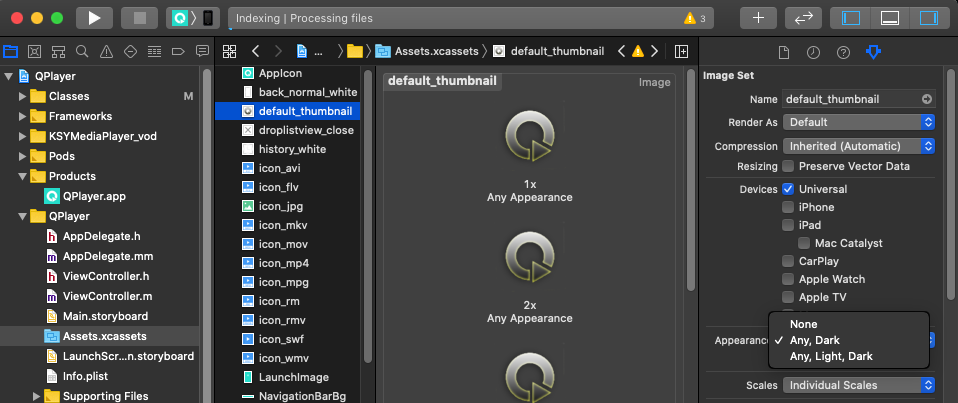 Indexing | Processing files
3
...
Assets.xcassets
default_thumbnail
QPlayer
Classes
M
Frameworks
KSYMediaPlayer_vod
Pods
Products
QPlayer.app
QPlayer
AppDelegate.h
AppDelegate.mm
ViewController.h
ViewController.m
Main.storyboard
Assets.xcassets
LaunchScr...n.storyboard
Info.plist
Supporting Files
AppIcon
back_normal_white
default_thumbnail
droplistview_close
history_white
icon_avi
icon_flv
icon_jpg
icon_mkv
icon_mov
icon_mp4
icon_mpg
icon_rm
icon_rmv
icon_swf
icon_wmv
LaunchImage
NavigationBarBg
default_thumbnail
Image
1x
Any Appearance
2x
Any Appearance
Image Set
Name default_thumbnail
Render As Default
Compression Inherited (Automatic)
Resizing Preserve Vector Data
Devices Universal
iPhone
iPad
Mac Catalyst
CarPlay
Apple Watch
Apple TV
None
Appearance Any, Dark
Any, Light, Dark
Scales Individual Scales